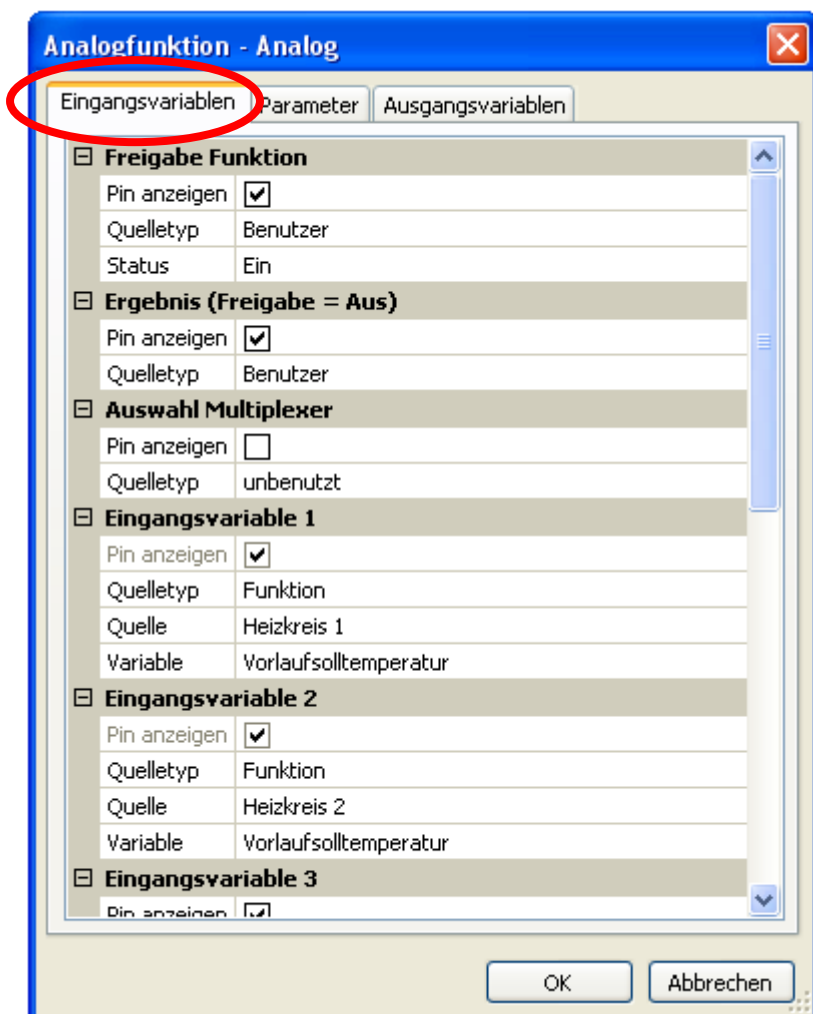 Analogfunktion - Analog
Eingangsvariablen Parameter Ausgangsvariablen
Freigabe Funktion
Pin anzeigen
Quelletyp Benutzer
Status Ein
Ergebnis (Freigabe = Aus)
Pin anzeigen
Quelletyp Benutzer
Auswahl Multiplexer
Pin anzeigen
Quelletyp unbenutzt
Eingangsvariable 1
Pin anzeigen
Quelletyp Funktion
Quelle Heizkreis 1
Variable Vorlaufsolltemperatur
Eingangsvariable 2
Pin anzeigen
Quelletyp Funktion
Quelle Heizkreis 2
Variable Vorlaufsolltemperatur
Eingangsvariable 3
Pin anzeigen
OK Abbrechen